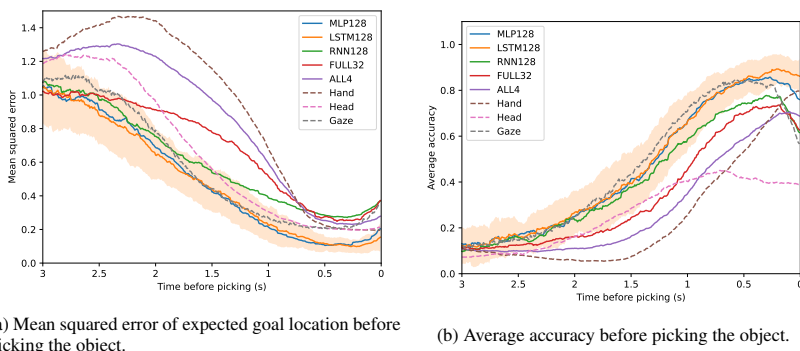 1.4
1.2
1.0
0.8
0.6
0.4
0.2
0.0
Mean squared error
3
2.5
2
1.5
1
0.5
0
Time before picking (s)
MLP128
LSTM128
RNN128
FULL32
ALL4
Hand
Head
Gaze
) Mean squared error of expected goal location before
icking the object.
1.0
0.8
0.6
0.4
0.2
0.0
Average accuracy
3
2.5
2
1.5
1
0.5
0
Time before picking (s)
MLP128
LSTM128
RNN128
FULL32
ALL4
Hand
Head
Gaze
(b) Average accuracy before picking the object.